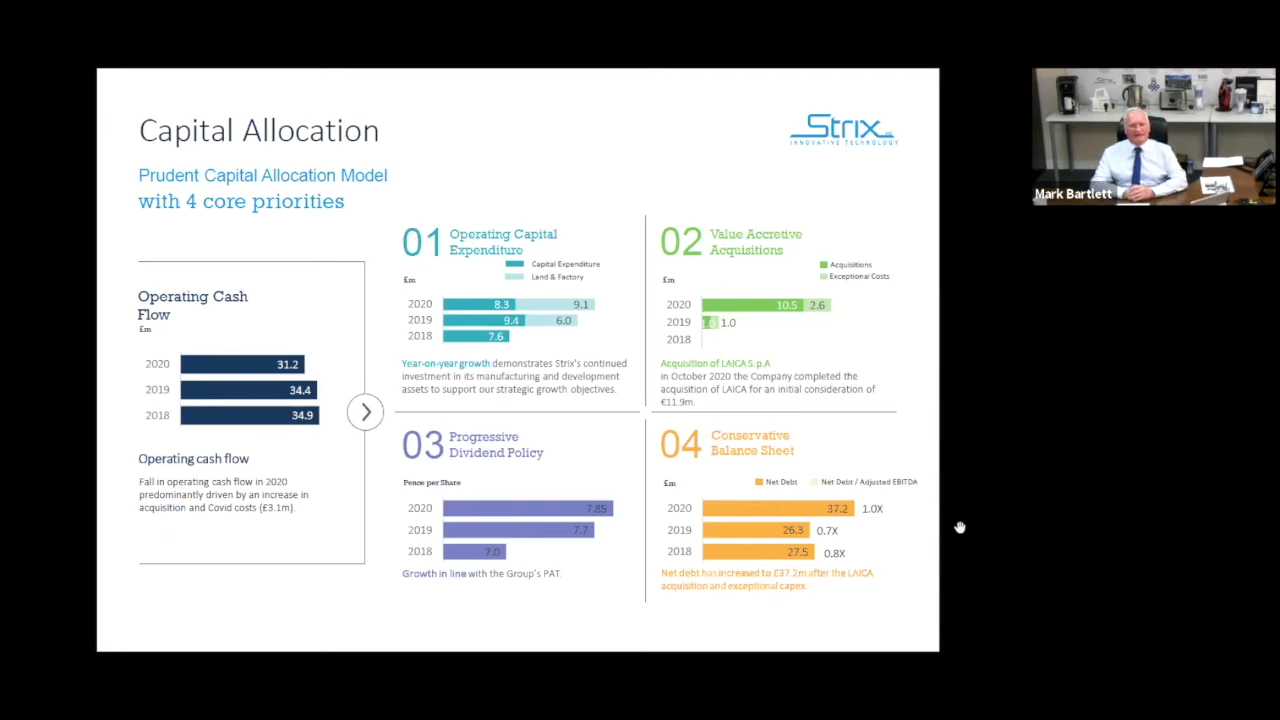 Capital Allocation
Strix
INNOVATIVE TECHNOLOGY
Prudent Capital Allocation Model
with 4 core priorities
Operating Cash
Flow
£m
2020 31.2
2019 34.4
2018 34.9
Operating cash flow
Fall in operating cash flow in 2020
predominantly driven by an increase in
acquisition and Covid costs (£3.1m).
01 Operating Capital
Expenditure
Capital Expenditure
Land & Factory
£m
2020 8.3 9.1
2019 9.4 6.0
2018 7.6
Year-on-year growth demonstrates Strix's continued
investment in its manufacturing and development
assets to support our strategic growth objectives.
02 Value Accretive
Acquisitions
Acquisitions
Exceptional Costs
£m
2020 10.5 2.6
2019 1.0 1.0
2018
Acquisition of LAICA S.p.A
in October 2020 the Company completed the
acquisition of LAICA for an initial consideration of
€11.9m.
03 Progressive
Dividend Policy
Pence per Share
2020 7.85
2019 7.7
2018 7.0
Growth in line with the Group's PAT.
04 Conservative
Balance Sheet
£m
Net Debt Net Debt / Adjusted EBITDA
2020 37.2 1.0X
2019 26.3 0.7X
2018 27.5 0.8X
Net debt has increased to £37.2m after the LAICA
acquisition and exceptional capex.
Strix
Mark Bartlett